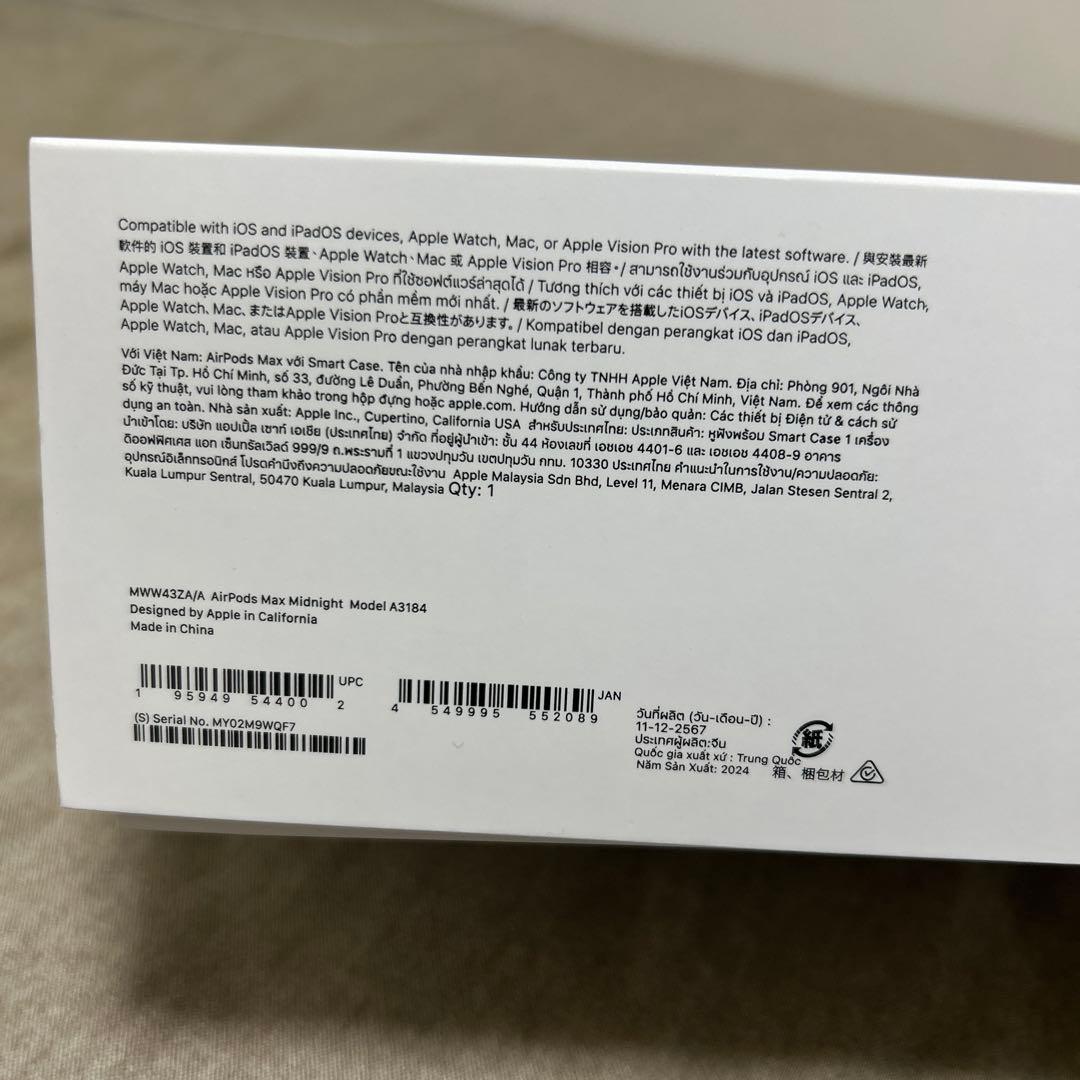 Compatible with iOS and iPadOS devices, Apple Watch, Mac, or Apple Vision Pro with the latest software. / 與安裝最新
軟件的 iOS 裝置和 iPadOS 裝置、Apple Watch、Mac 或 Apple Vision Pro 相容。/ สามารถใช้งานร่วมกับอุปกรณ์ iOS และ iPadOS,
Apple Watch, Mac หรือ Apple Vision Pro ที่ใช้ซอฟต์แวร์ล่าสุดได้ / Tương thích với các thiết bị iOS và iPadOS, Apple Watch,
máy Mac hoặc Apple Vision Pro có phần mềm mới nhất. / 最新のソフトウェアを搭載したiOSデバイス、iPadOSデバイス、
Apple Watch、Mac、またはApple Vision Proと互換性があります。/ Kompatibel dengan perangkat iOS dan iPadOS,
Apple Watch, Mac, atau Apple Vision Pro dengan perangkat lunak terbaru.
Với Việt Nam: AirPods Max với Smart Case. Tên của nhà nhập khẩu: Công ty TNHH Apple Việt Nam. Địa chỉ: Phòng 901, Ngôi Nhà
Đức Tại Tp. Hồ Chí Minh, số 33, đường Lê Duẩn, Phường Bến Nghé, Quận 1, Thành phố Hồ Chí Minh, Việt Nam. Để xem các thông
số kỹ thuật, vui lòng tham khảo trong hộp đựng hoặc apple.com. Hướng dẫn sử dụng/bảo quản: Các thiết bị Điện tử & cách sử
dụng an toàn. Nhà sản xuất: Apple Inc., Cupertino, California USA สำหรับประเทศไทย: ประเภทสินค้า: หูฟังพร้อม Smart Case 1 เครื่อง
นำเข้าโดย: บริษัท แอปเปิ้ล เซาท์ เอเชีย (ประเทศไทย) จำกัด ที่อยู่ผู้นำเข้า: ชั้น 44 ห้องเลขที่ เอชเอช 4401-6 และ เอชเอช 4408-9 อาคาร
ดิออฟฟิศเศส แอท เซ็นทรัลเวิลด์ 999/9 ถ.พระรามที่ 1 แขวงปทุมวัน เขตปทุมวัน กทม. 10330 ประเทศไทย คำแนะนำในการใช้งาน/ความปลอดภัย:
อุปกรณ์อิเล็กทรอนิกส์ โปรดคำนึงถึงความปลอดภัยขณะใช้งาน Apple Malaysia Sdn Bhd, Level 11, Menara CIMB, Jalan Stesen Sentral 2,
Kuala Lumpur Sentral, 50470 Kuala Lumpur, Malaysia Qty: 1
MWW43ZA/A AirPods Max Midnight Model A3184
Designed by Apple in California
Made in China
UPC
1 95949 54400 2
JAN
4 549995 552089
(S) Serial No. MY02M9WQF7
วันที่ผลิต (วัน-เดือน-ปี) :
11-12-2567
ประเทศผู้ผลิต:จีน
Quốc gia xuất xứ : Trung Quốc
Năm Sản Xuất: 2024
紙
箱、梱包材